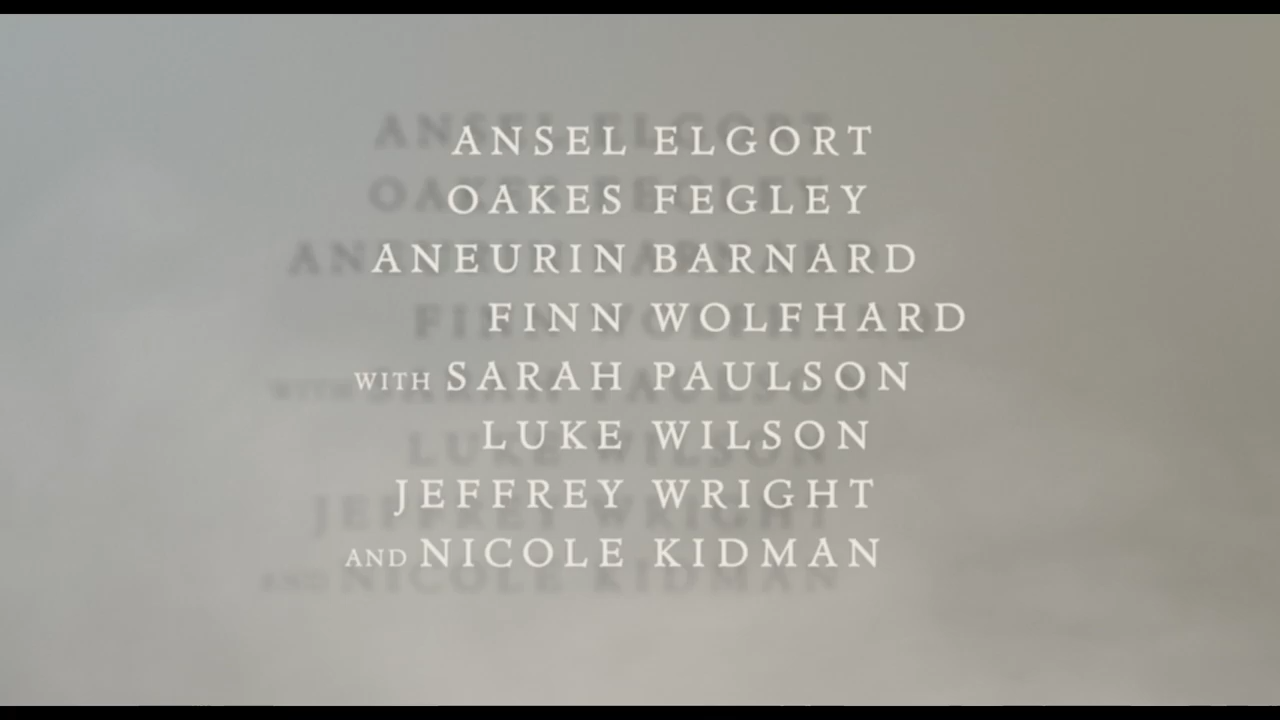 ANSEL ELGORT
OAKES FEGLEY
ANEURIN BARNARD
FINN WOLFHARD
WITH SARAH PAULSON
LUKE WILSON
JEFFREY WRIGHT
AND NICOLE KIDMAN